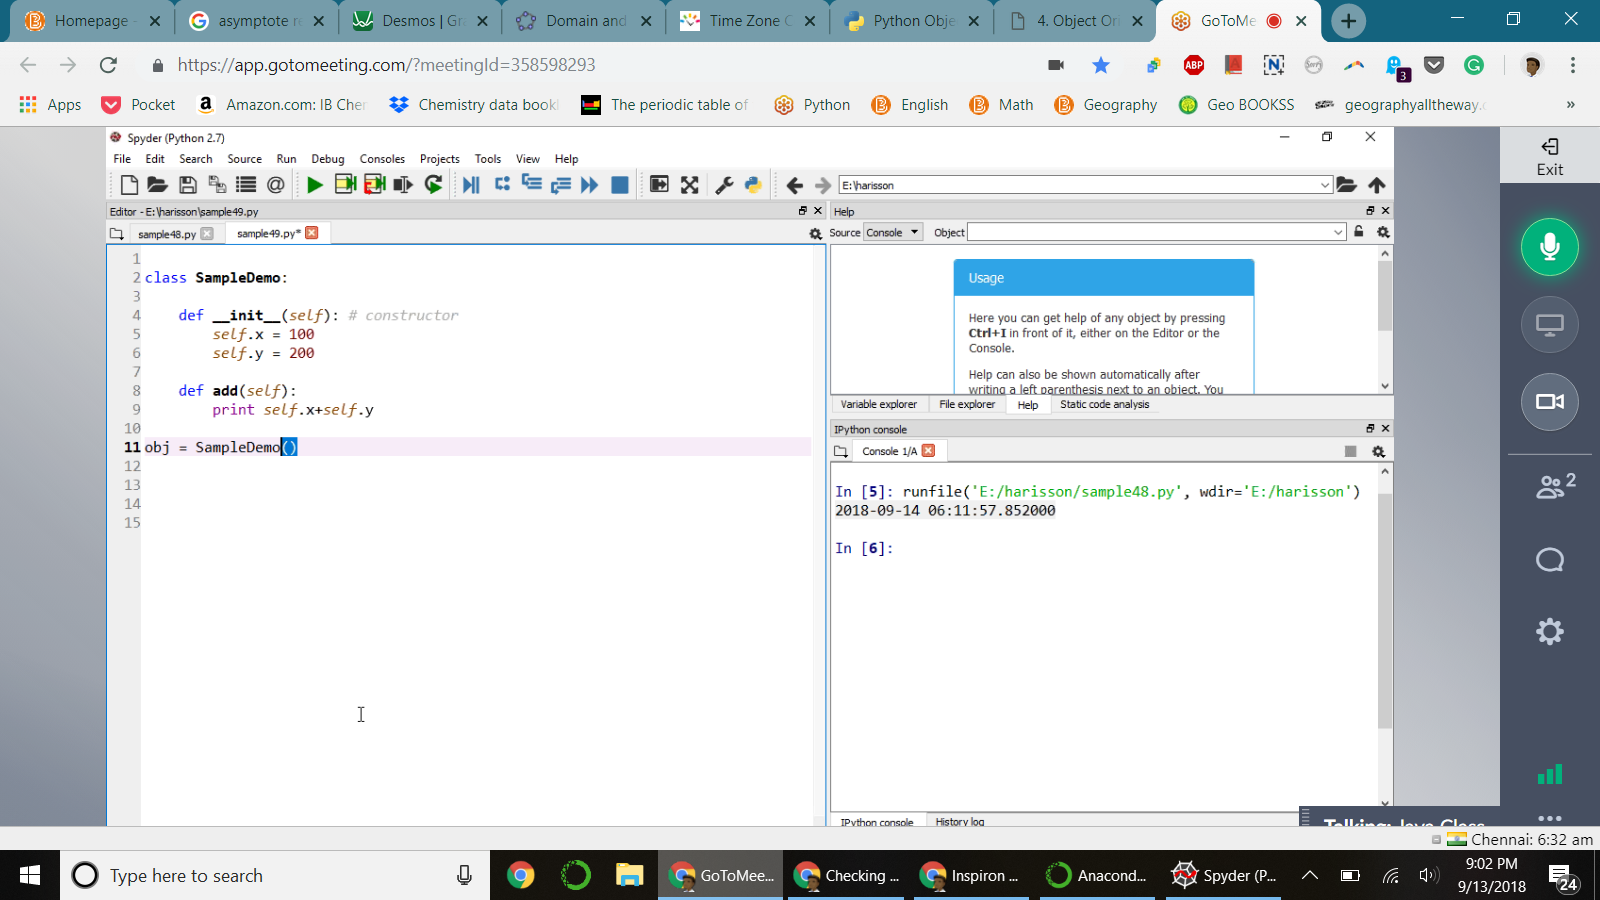 Homepage -
asymptote re
Desmos | Gra
Domain and
Time Zone C
Python Obje
4. Object Ori
GoToMe
https://app.gotomeeting.com/?meetingId=358598293
ABP
3
Apps
Pocket
Amazon.com: IB Cher
Chemistry data book
The periodic table of
Python
English
Math
Geography
Geo BOOKSS
geographyalltheway.c
»
Spyder (Python 2.7)
File Edit Search Source Run Debug Consoles Projects Tools View Help
E:\harisson
Editor - E:\harisson\sample49.py
Help
sample48.py
sample49.py*
Source Console Object
1
2 class SampleDemo:
3
4     def __init__(self): # constructor
5         self.x = 100
6         self.y = 200
7
8     def add(self):
9         print self.x+self.y
10
11 obj = SampleDemo()
12
13
14
15
Usage
Here you can get help of any object by pressing
Ctrl+I in front of it, either on the Editor or the
Console.
Help can also be shown automatically after
writing a left parenthesis next to an object. You
Variable explorer File explorer Help Static code analysis
IPython console
Console 1/A
In [5]: runfile('E:/harisson/sample48.py', wdir='E:/harisson')
2018-09-14 06:11:57.852000
In [6]:
IPython console History log
Exit
2
Talking: Java Class
Chennai: 6:32 am
Type here to search
GoToMee...
Checking ...
Inspiron ...
Anacond...
Spyder (P...
9:02 PM
9/13/2018
24